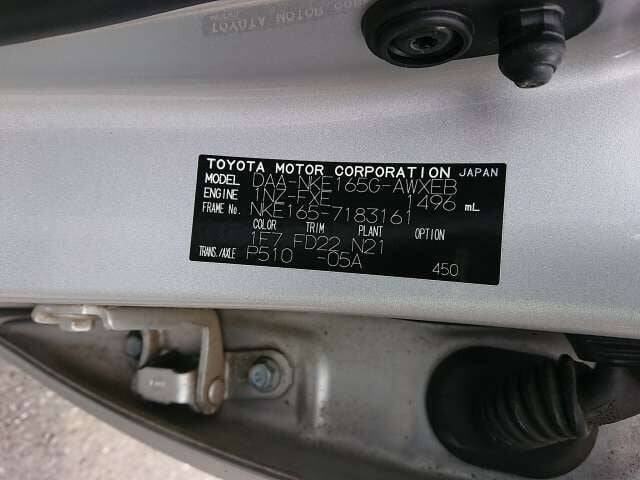 TOYOTA MOTOR CORPORATION JAPAN
MODEL DAA-NKE165G-AWXEB
ENGINE 1NZ-FXE 1496 mL
FRAME No. NKE165-7183161
COLOR TRIM PLANT OPTION
1F7 FD22 N21
TRANS./AXLE P510 -05A
450